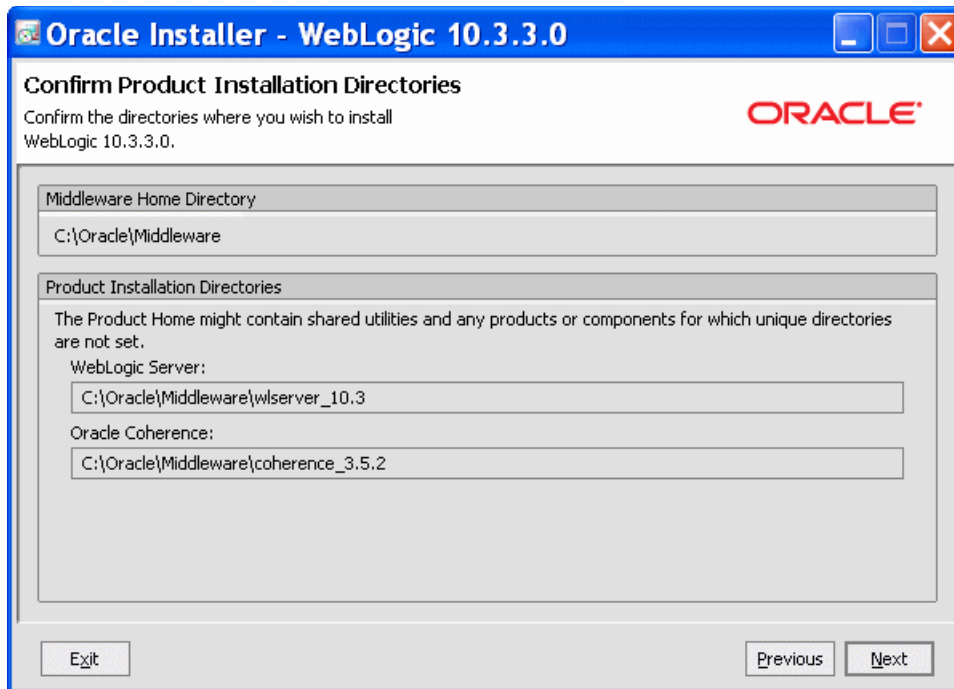 Oracle Installer - WebLogic 10.3.3.0
Confirm Product Installation Directories
Confirm the directories where you wish to install
WebLogic 10.3.3.0.
ORACLE
Middleware Home Directory
C:\Oracle\Middleware
Product Installation Directories
The Product Home might contain shared utilities and any products or components for which unique directories
are not set.
WebLogic Server:
C:\Oracle\Middleware\wlserver_10.3
Oracle Coherence:
C:\Oracle\Middleware\coherence_3.5.2
Exit
Previous
Next